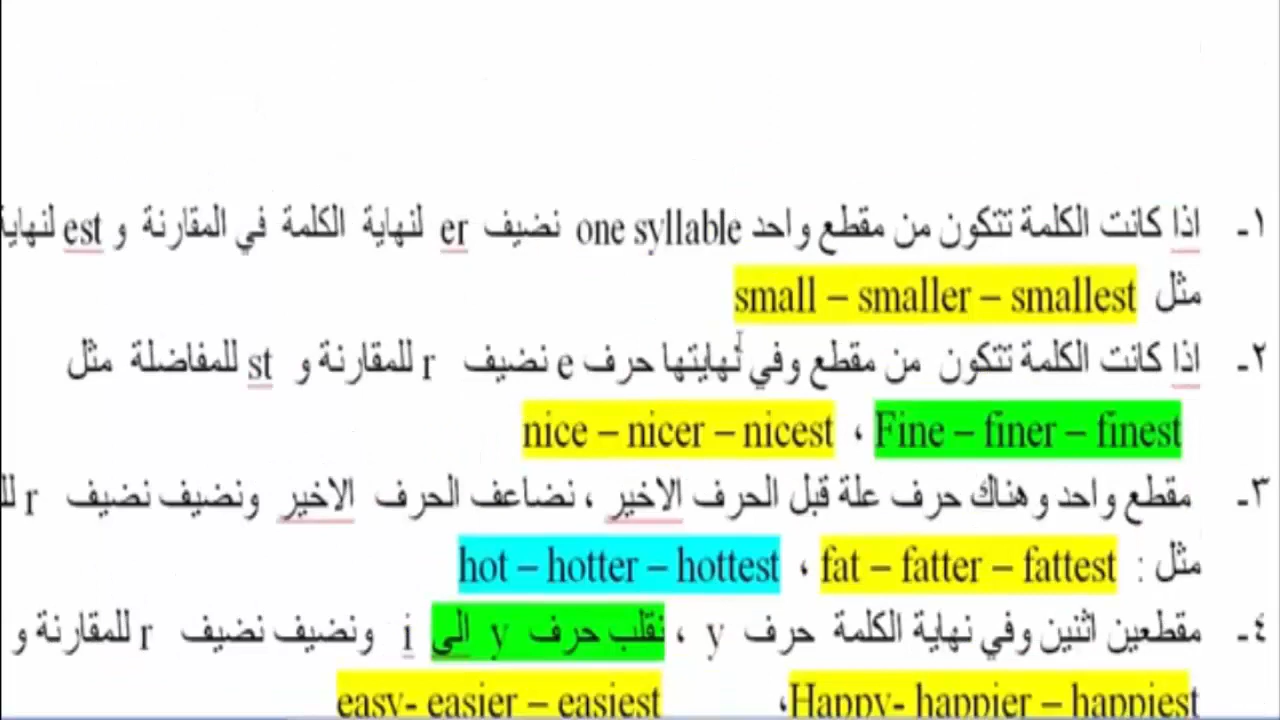 ١- اذا كانت الكلمة تتكون من مقطع واحد one syllable نضيف er لنهاية الكلمة في المقارنة و est لنهاية
مثل small – smaller – smallest
٢- اذا كانت الكلمة تتكون من مقطع وفي نهايتها حرف e نضيف r للمقارنة و st للمفاضلة مثل
Fine – finer – finest ، nice – nicer – nicest
٣- مقطع واحد وهناك حرف علة قبل الحرف الاخير ، نضاعف الحرف الاخير ونضيف نضيف r
مثل : fat – fatter – fattest ، hot – hotter – hottest
٤- مقطعين اثنين وفي نهاية الكلمة حرف y ، نقلب حرف y الى i ونضيف نضيف r للمقارنة و
Happy- happier – happiest ، easy- easier – easiest